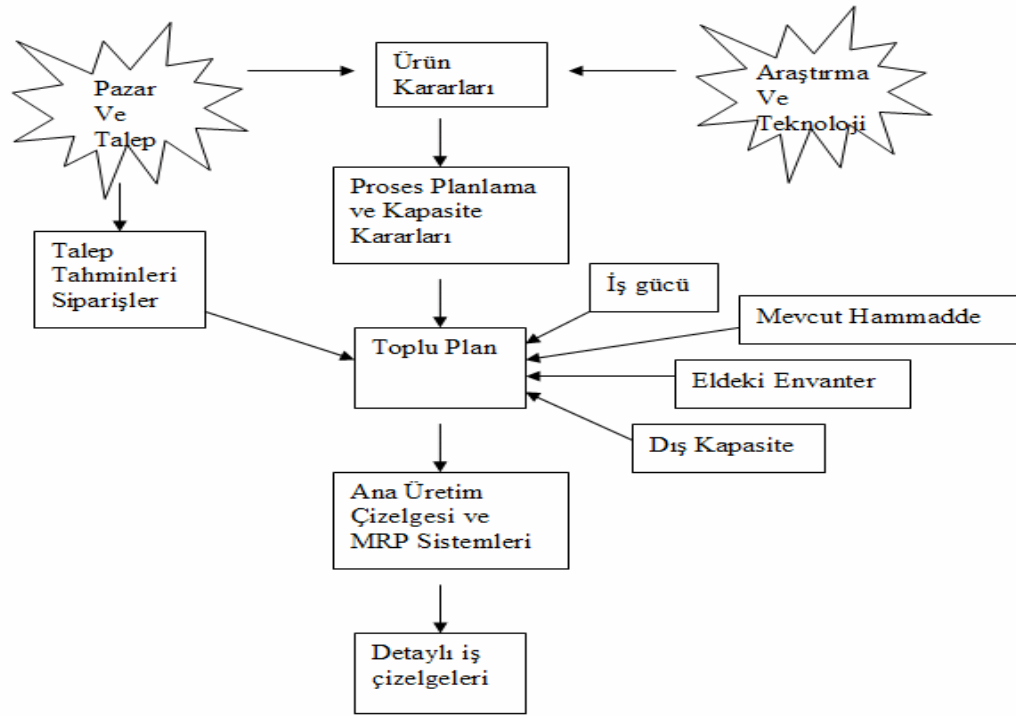 Pazar
Ve
Talep
Ürün
Kararları
Araştırma
Ve
Teknoloji
Proses Planlama
ve Kapasite
Kararları
Talep
Tahminleri
Siparişler
İş gücü
Mevcut Hammadde
Toplu Plan
Eldeki Envanter
Dış Kapasite
Ana Üretim
Çizelgesi ve
MRP Sistemleri
Detaylı iş
çizelgeleri